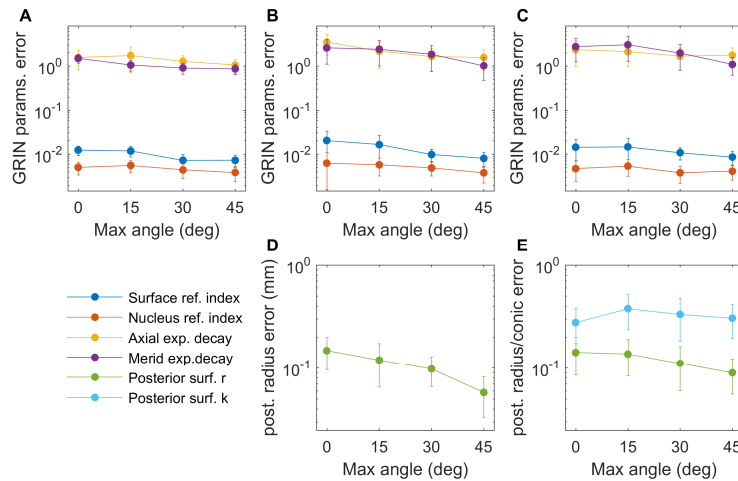 A
B
C
GRIN params. error
10^0
10^-1
10^-2
0 15 30 45
Max angle (deg)
GRIN params. error
10^0
10^-1
10^-2
0 15 30 45
Max angle (deg)
GRIN params. error
10^0
10^-1
10^-2
0 15 30 45
Max angle (deg)
Surface ref. index
Nucleus ref. index
Axial exp. decay
Merid exp.decay
Posterior surf. r
Posterior surf. k
D
post. radius error (mm)
10^0
10^-1
0 15 30 45
Max angle (deg)
E
post. radius/conic error
10^0
10^-1
0 15 30 45
Max angle (deg)